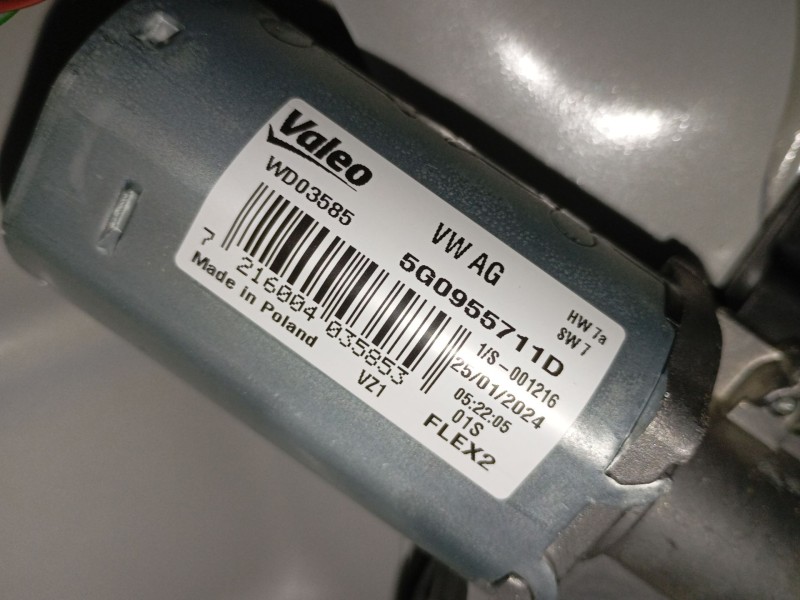 Valeo
WD03585
VW AG
5G0955711D
HW 7a
SW 7
7 216004 035853
1/S-001216
25/01/2024
05:22:05
01S
Made in Poland
VZ1
FLEX2